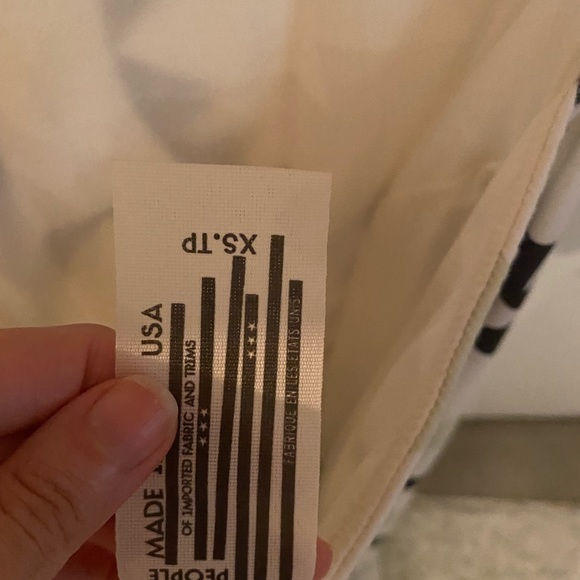 XS.TP
MADE
USA
OF IMPORTED FABRIC AND TRIMS
FABRIQUE EN LES ETATS UNIS
PEOPLE